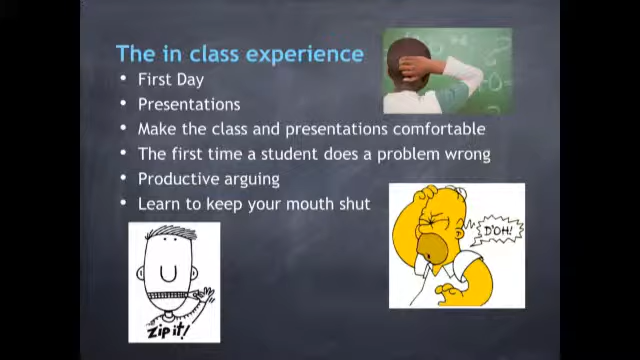 The in class experience
• First Day
• Presentations
• Make the class and presentations comfortable
• The first time a student does a problem wrong
• Productive arguing
• Learn to keep your mouth shut
D'OH!
Zip it!